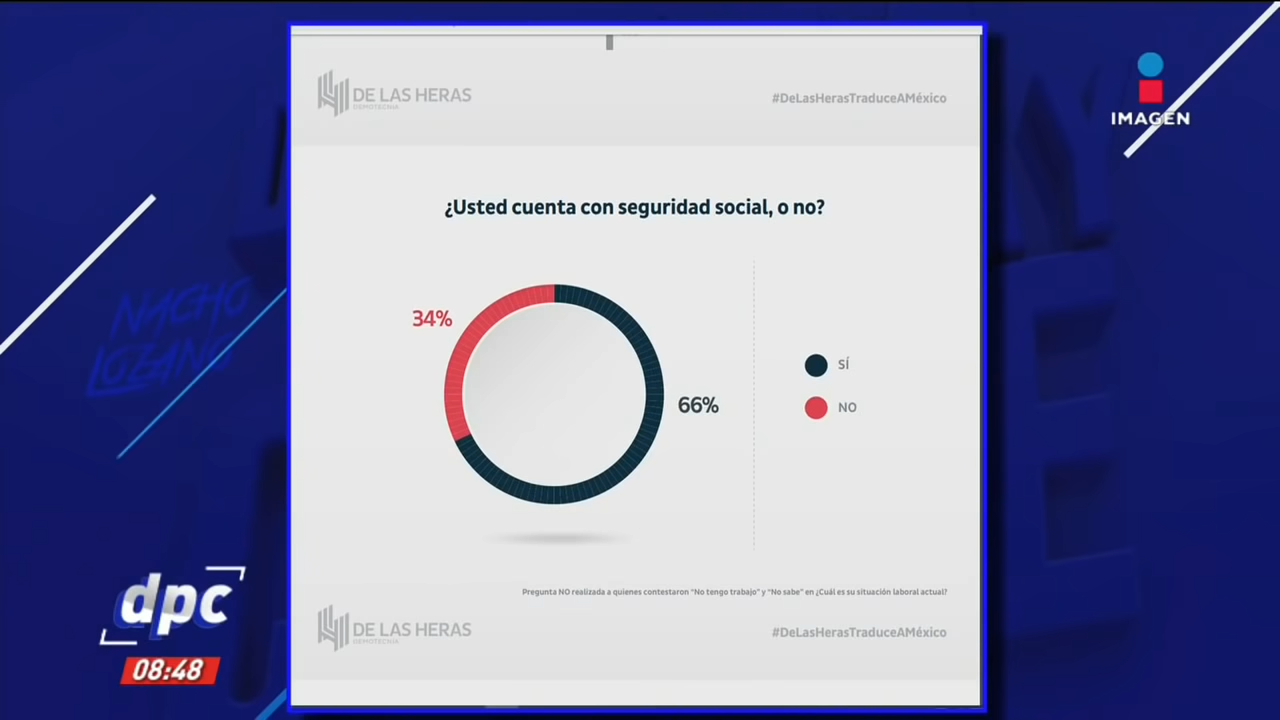 DE LAS HERAS
DEMOTECNIA
#DeLasHerasTraduceAMéxico
IMAGEN
¿Usted cuenta con seguridad social, o no?
34%
66%
SÍ
NO
NACHO
LOZANO
Pregunta NO realizada a quienes contestaron "No tengo trabajo" y "No sabe" en ¿Cuál es su situación laboral actual?
DE LAS HERAS
DEMOTECNIA
#DeLasHerasTraduceAMéxico
dpc
08:48